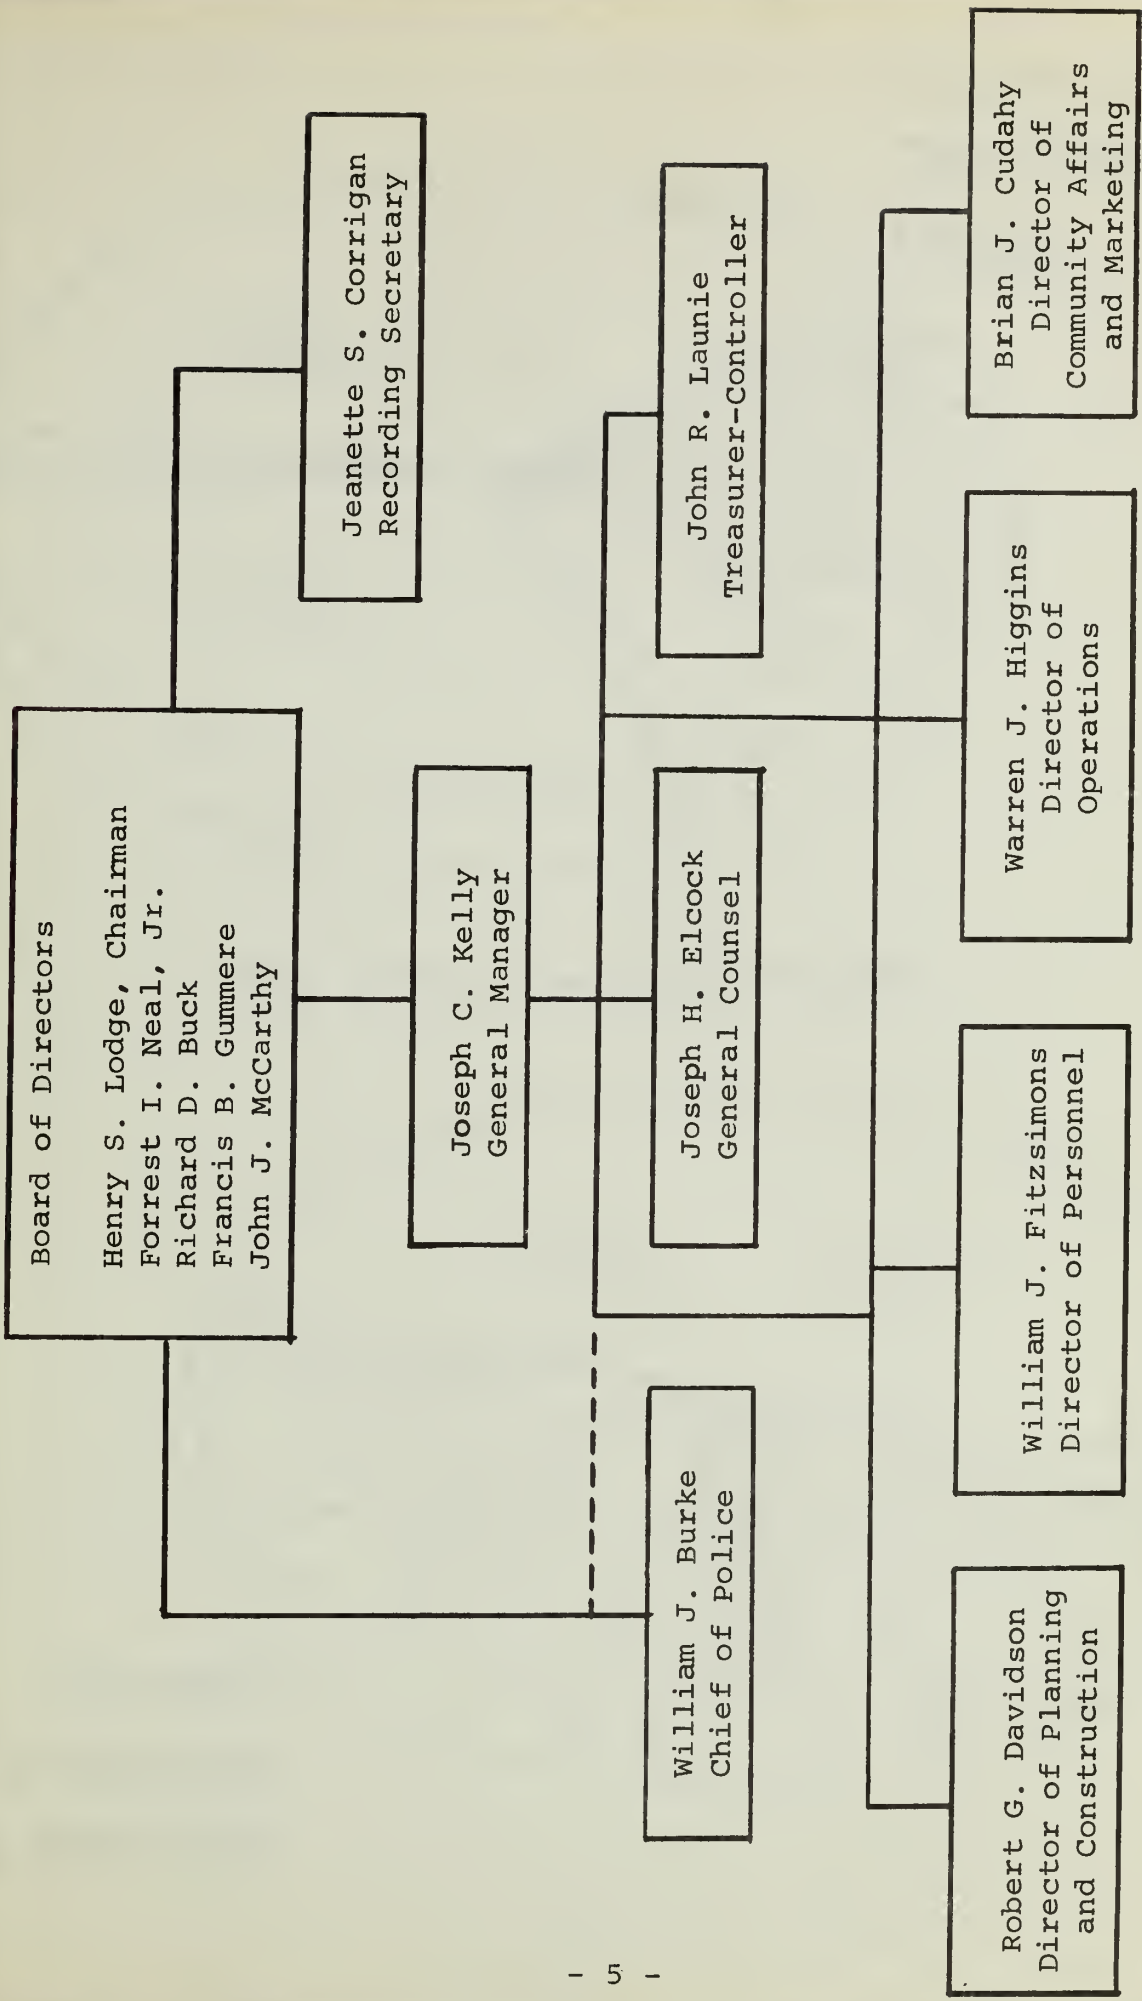 Board of Directors
Henry S. Lodge, Chairman
Forrest I. Neal, Jr.
Richard D. Buck
Francis B. Gummere
John J. McCarthy
Jeanette S. Corrigan
Recording Secretary
Joseph C. Kelly
General Manager
William J. Burke
Chief of Police
Joseph H. Elcock
General Counsel
John R. Launie
Treasurer-Controller
Robert G. Davidson
Director of Planning
and Construction
William J. Fitzsimons
Director of Personnel
Warren J. Higgins
Director of
Operations
Brian J. Cudahy
Director of
Community Affairs
and Marketing
- 5 -